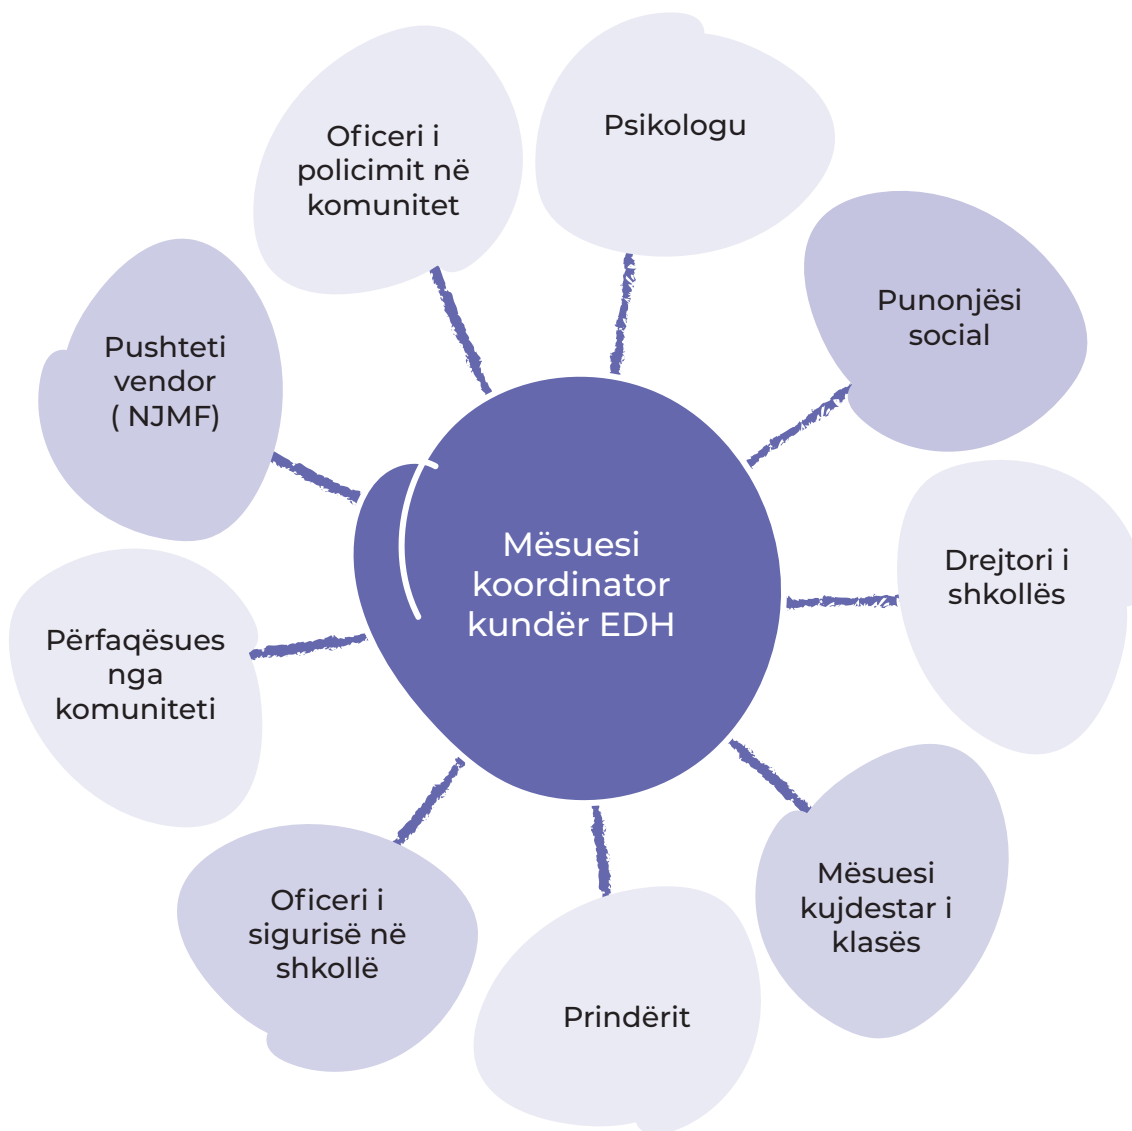 Oficeri i
policimit në
komunitet
Psikologu
Punonjësi
social
Pushteti
vendor
( NJMF)
Mësuesi
koordinator
kundër EDH
Drejtori i
shkollës
Përfaqësues
nga
komuniteti
Mësuesi
kujdestar i
klasës
Oficeri i
sigurisë në
shkollë
Prindërit